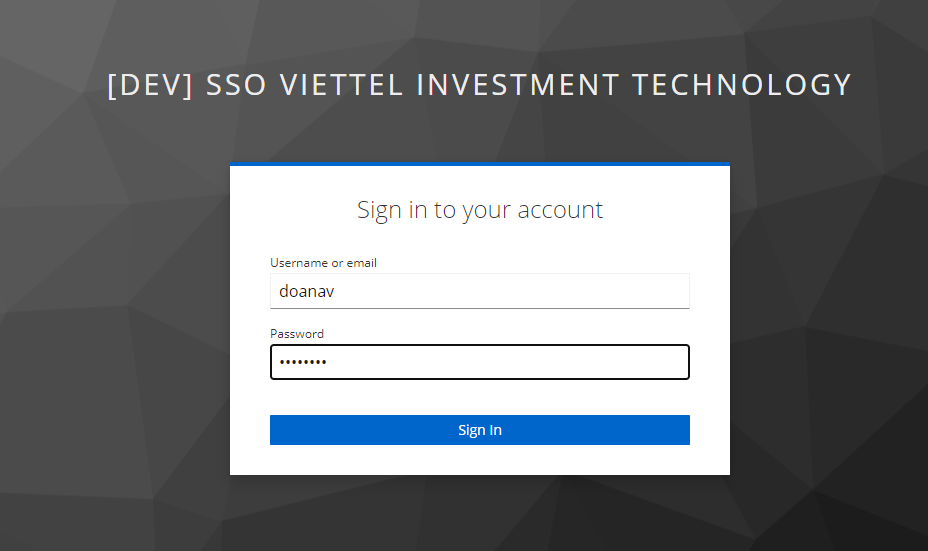 [DEV] SSO VIETTEL INVESTMENT TECHNOLOGY
Sign in to your account
Username or email
doanav
Password
••••••••
Sign In